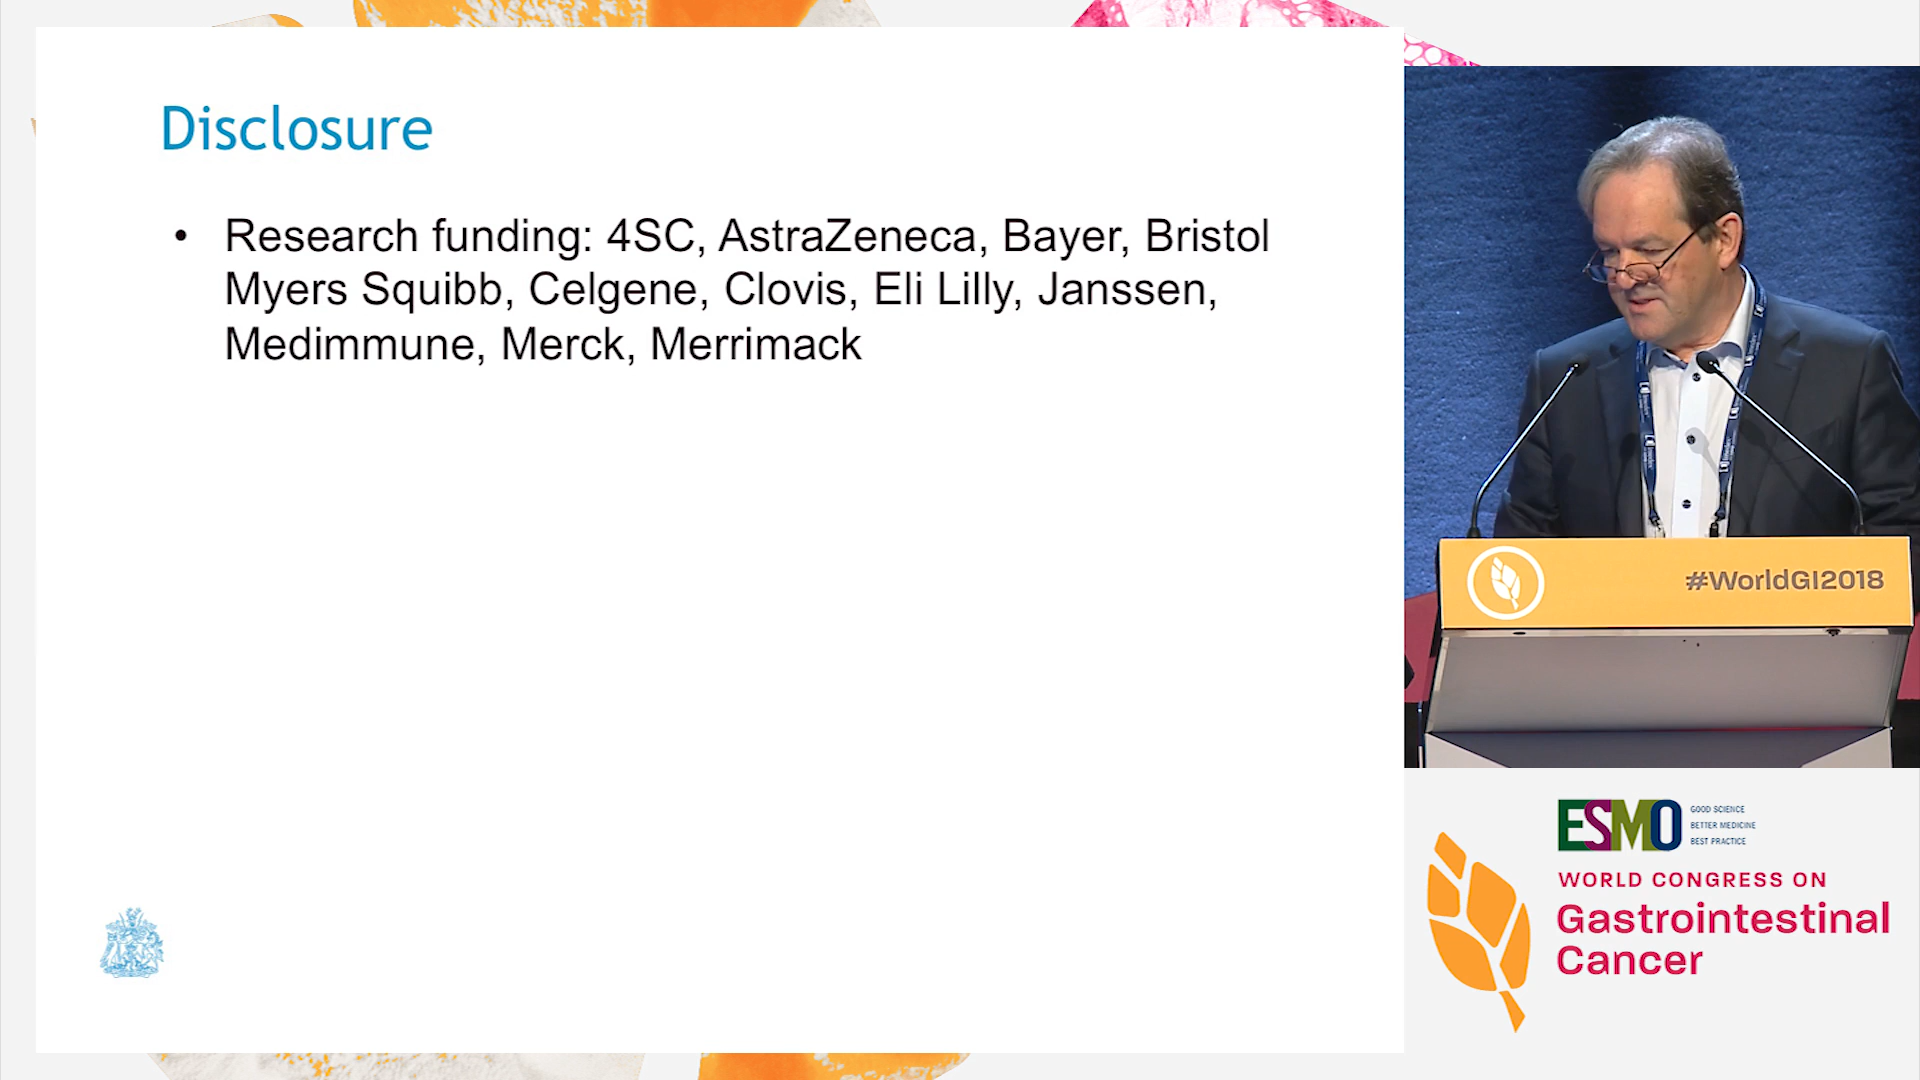 Disclosure
• Research funding: 4SC, AstraZeneca, Bayer, Bristol
Myers Squibb, Celgene, Clovis, Eli Lilly, Janssen,
Medimmune, Merck, Merrimack
#WorldGI2018
ESMO
GOOD SCIENCE
BETTER MEDICINE
BEST PRACTICE
WORLD CONGRESS ON
Gastrointestinal
Cancer